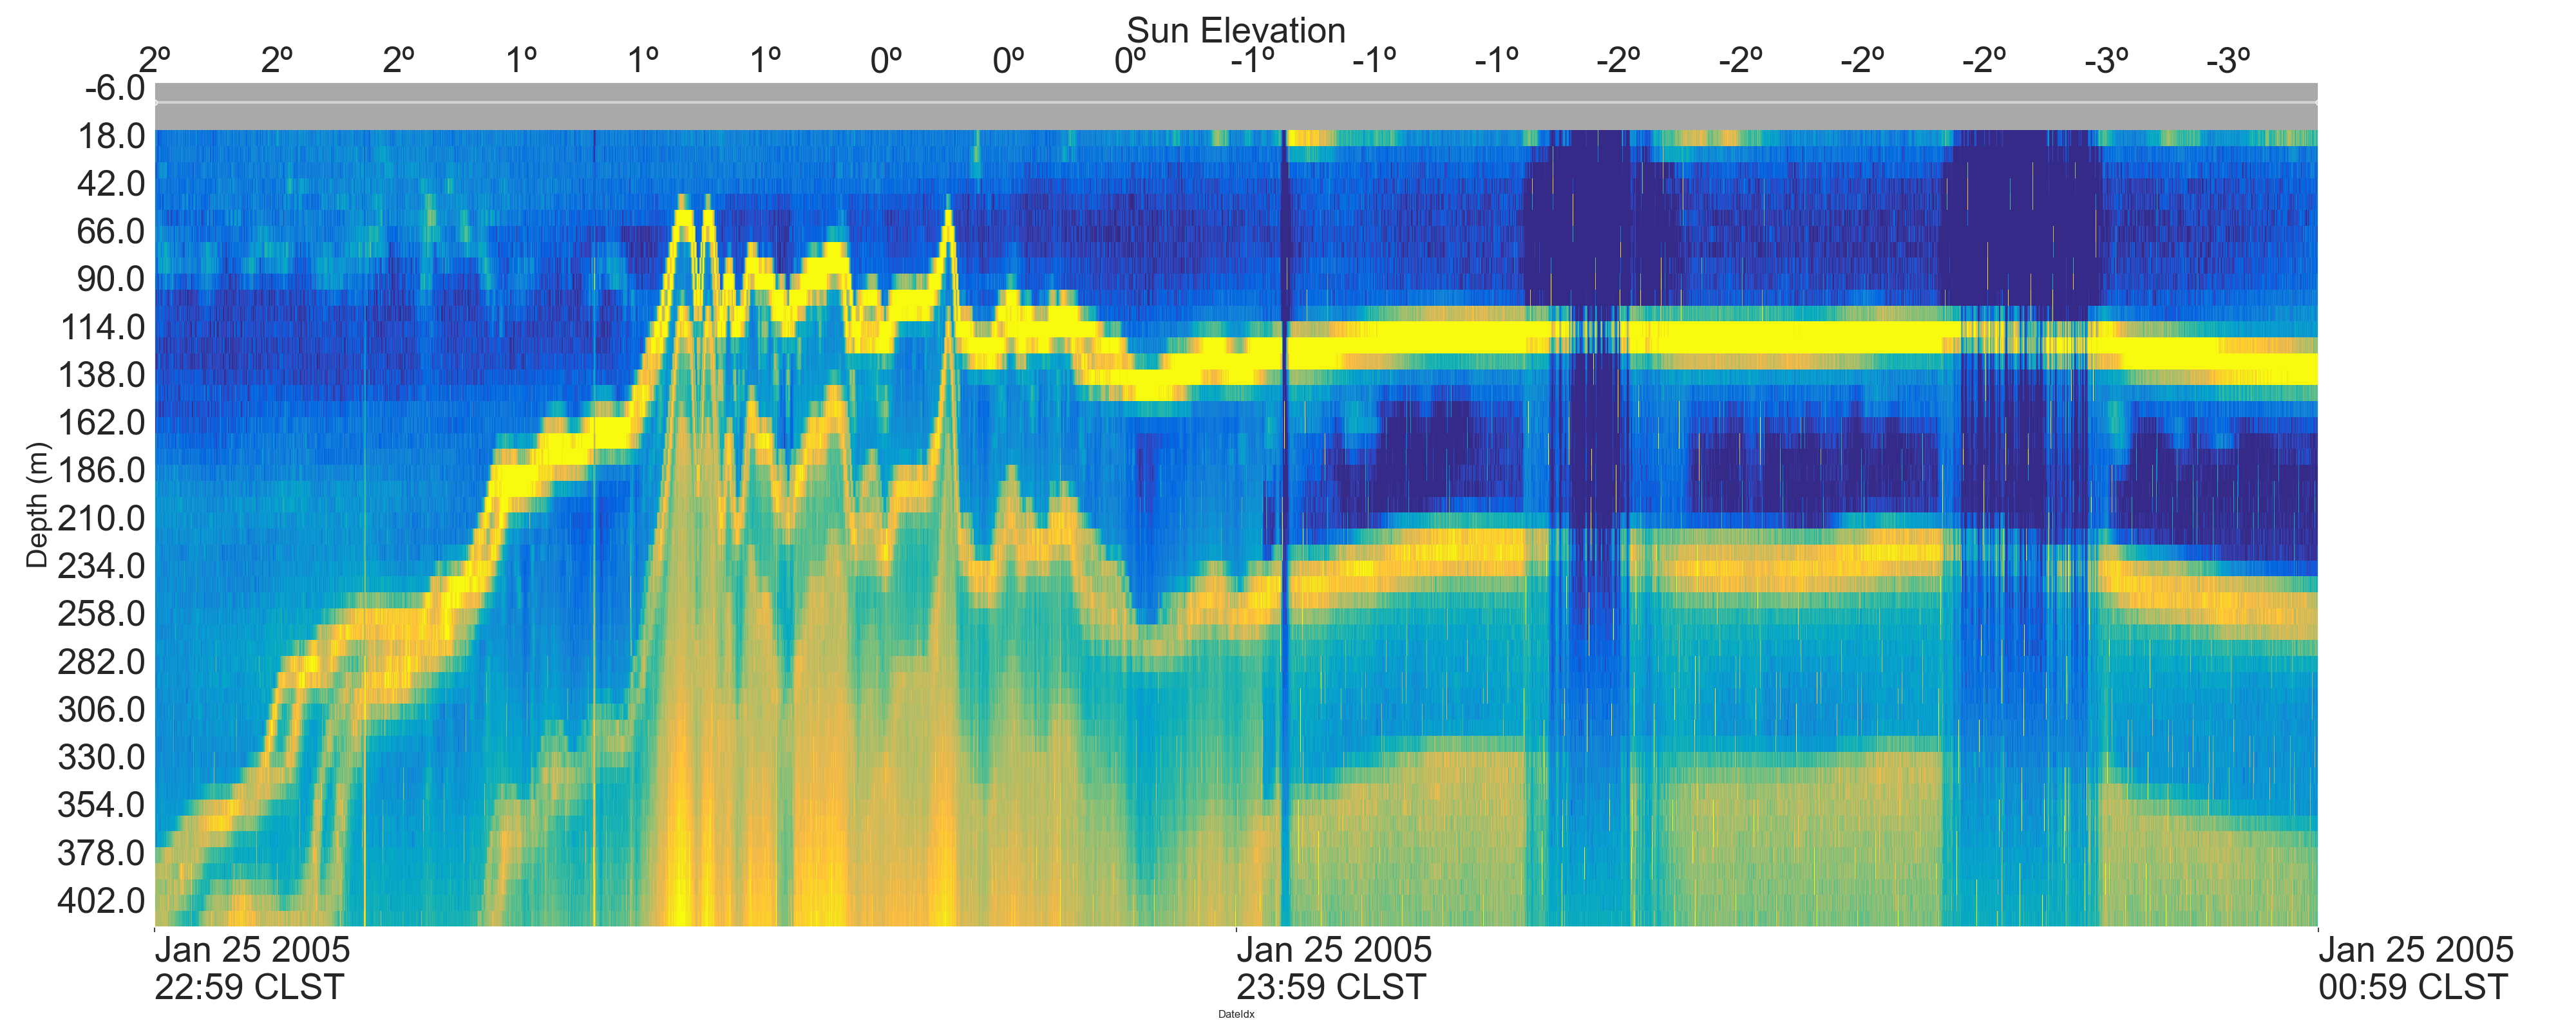 Sun Elevation
2º 2º 2º 1º 1º 1º 0º 0º 0º -1º -1º -1º -2º -2º -2º -2º -3º -3º
-6.0
18.0
42.0
66.0
90.0
114.0
138.0
162.0
186.0
210.0
234.0
258.0
282.0
306.0
330.0
354.0
378.0
402.0
Depth (m)
Jan 25 2005
22:59 CLST
Jan 25 2005
23:59 CLST
Jan 25 2005
00:59 CLST
DateIdx